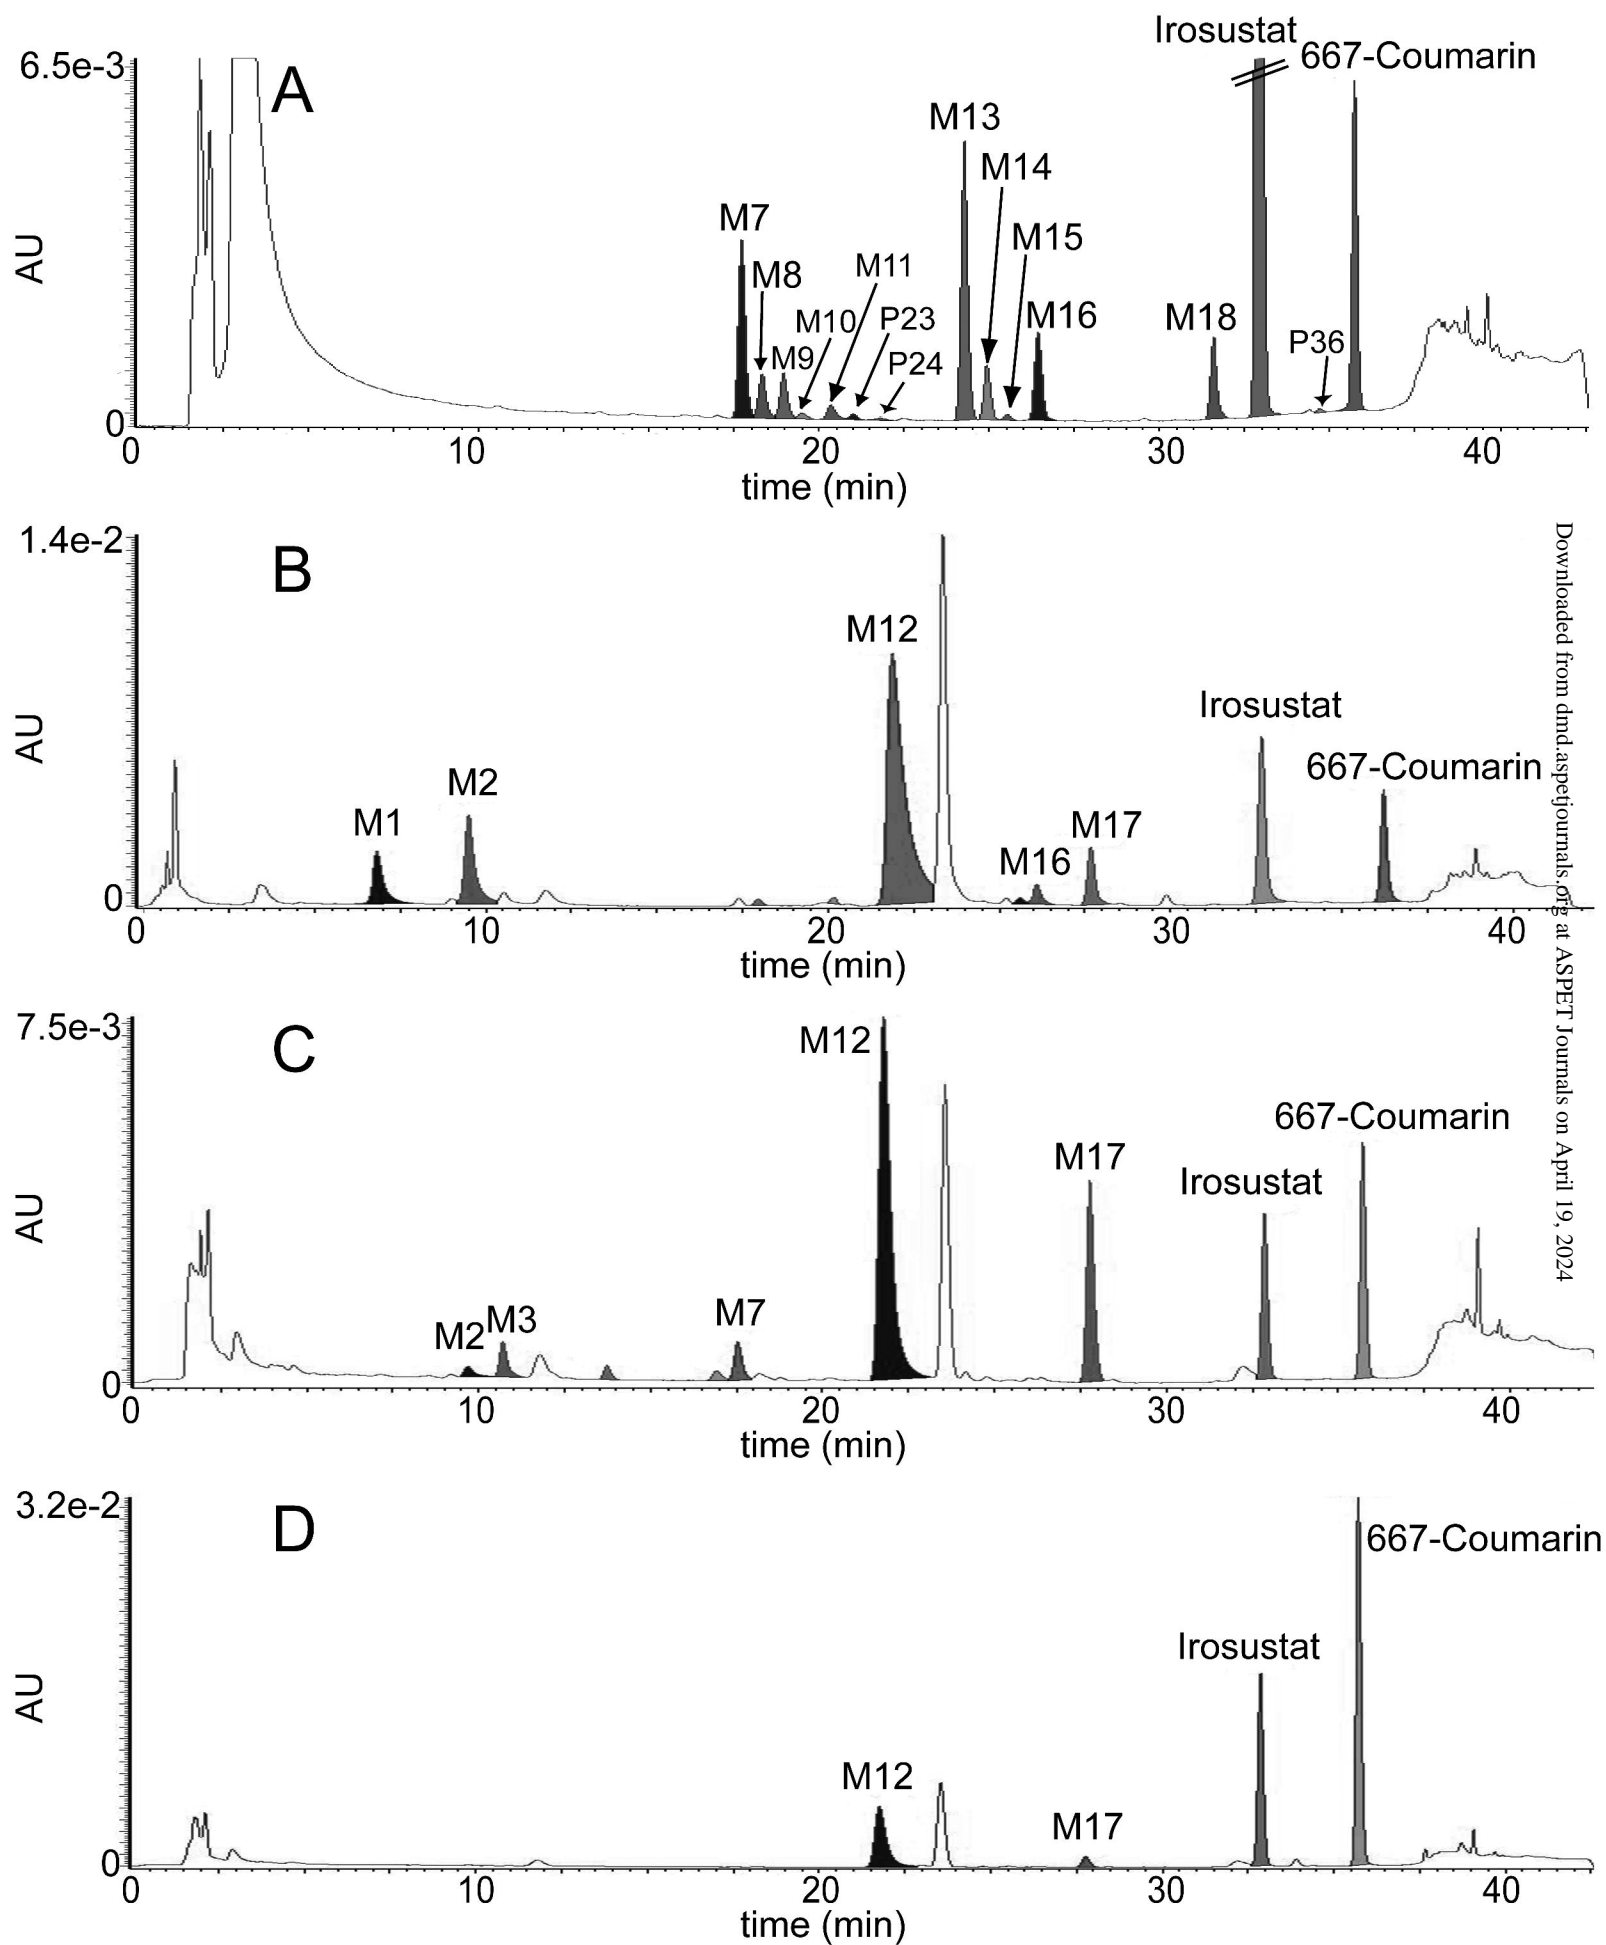 Irosustat
667-Coumarin
6.5e-3
A
M13
M14
M7
M15
M8
M11
M10
P23
M16
M18
M9
P24
P36
AU
0
0 10 20 30 40
time (min)
1.4e-2
B
M12
Irosustat
667-Coumarin
M2
M1
M17
M16
AU
0
0 10 20 30 40
time (min)
7.5e-3
C
M12
667-Coumarin
M17
Irosustat
M2
M3
M7
AU
0
0 10 20 30 40
time (min)
3.2e-2
D
667-Coumarin
Irosustat
M12
M17
AU
0
0 10 20 30 40
time (min)
Downloaded from dmd.aspetjournals.org at ASPET Journals on April 19, 2024